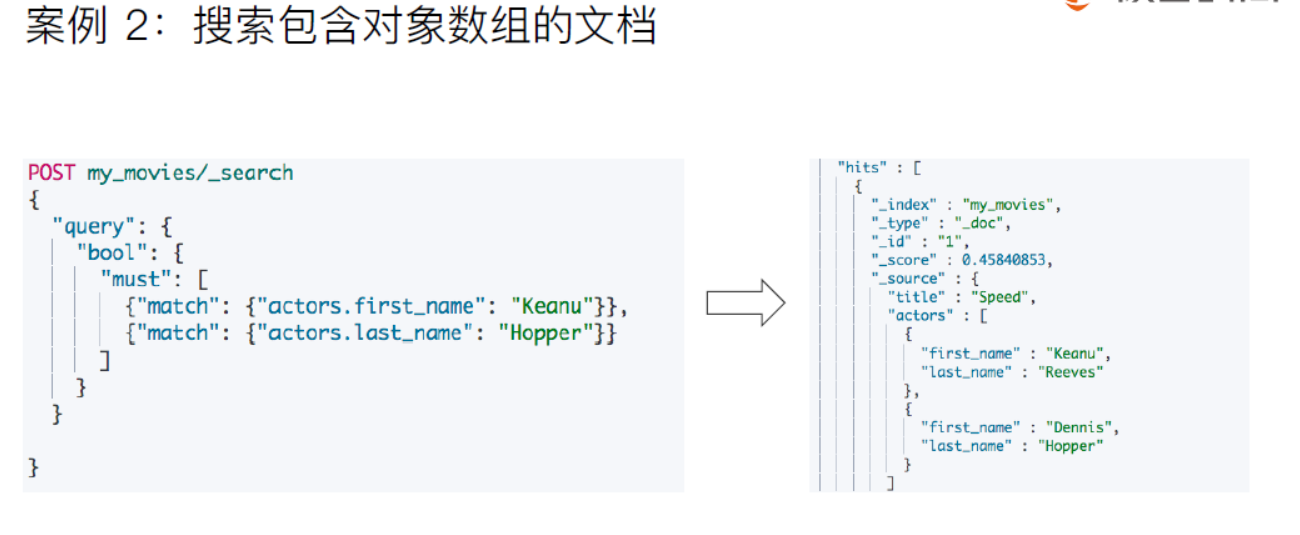 案例 2：搜索包含对象数组的文档
POST my_movies/_search
{
  "query": {
    "bool": {
      "must": [
        {"match": {"actors.first_name": "Keanu"}},
        {"match": {"actors.last_name": "Hopper"}}
      ]
    }
  }

}
"hits" : [
  {
    "_index" : "my_movies",
    "_type" : "_doc",
    "_id" : "1",
    "_score" : 0.45840853,
    "_source" : {
      "title" : "Speed",
      "actors" : [
        {
          "first_name" : "Keanu",
          "last_name" : "Reeves"
        },
        {
          "first_name" : "Dennis",
          "last_name" : "Hopper"
        }
      ]